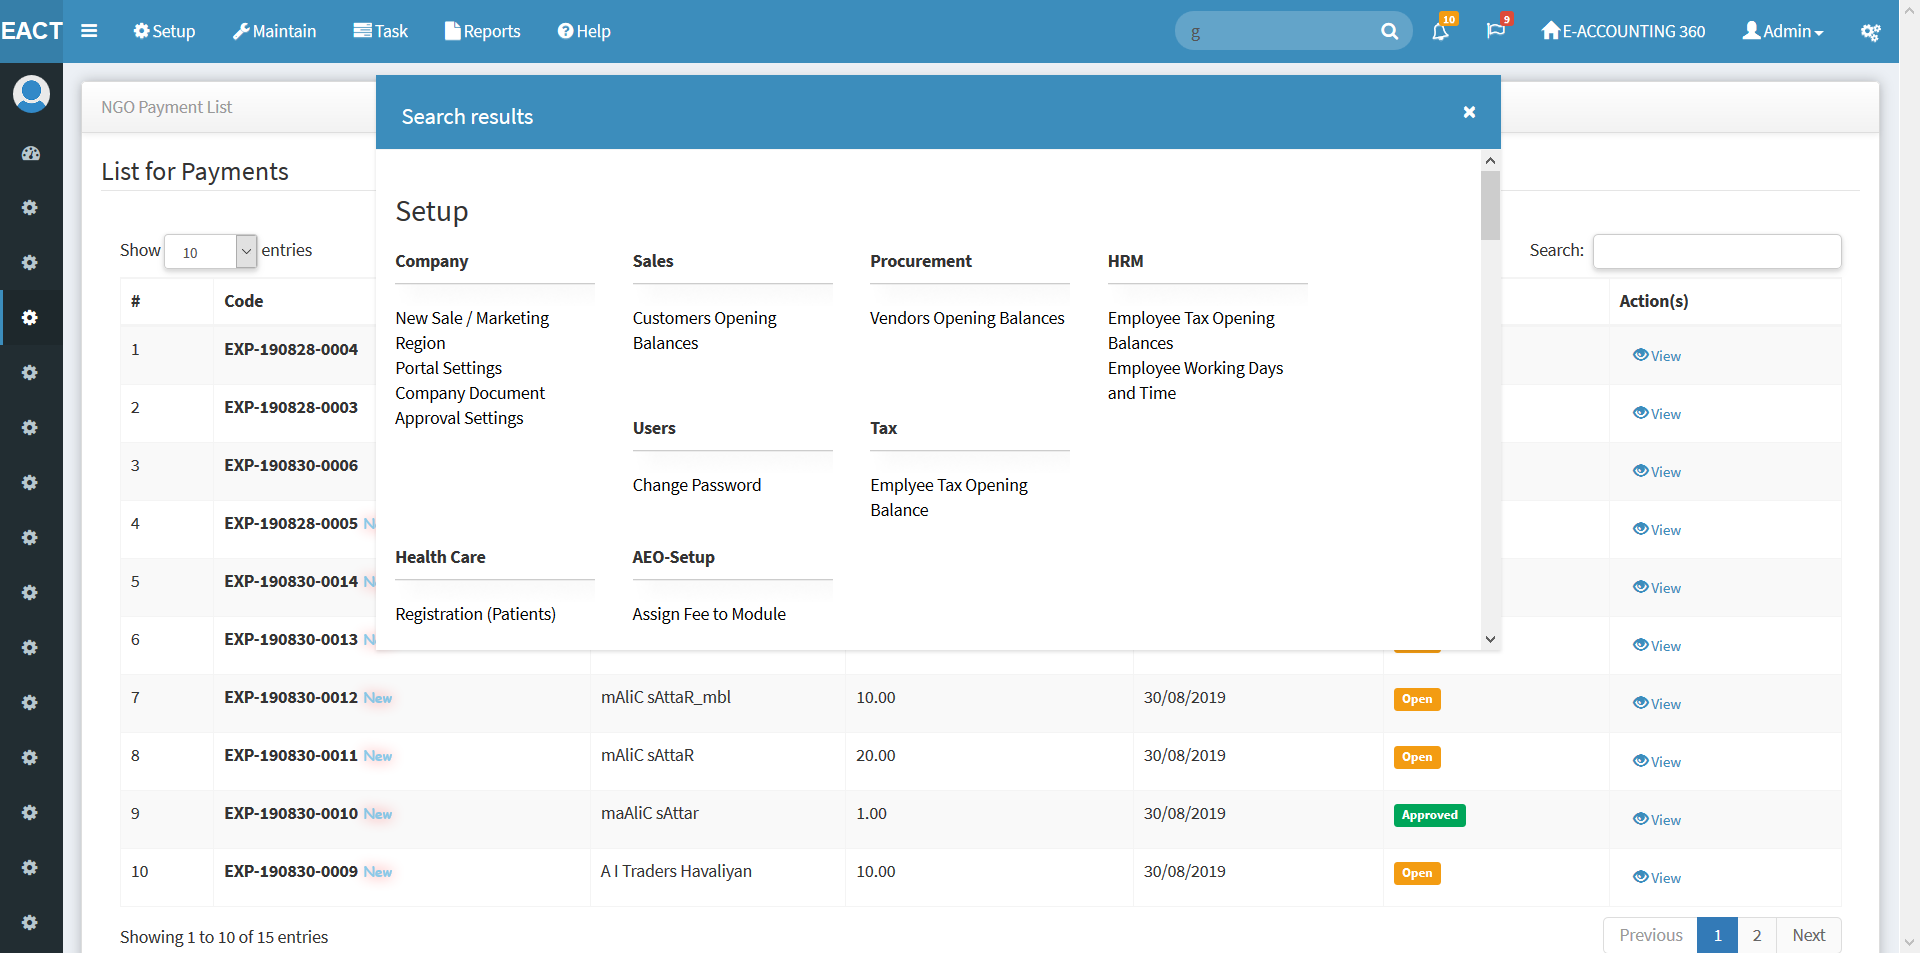 EACT
Setup
Maintain
Task
Reports
Help
g
10
9
E-ACCOUNTING 360
Admin
NGO Payment List
Search results
List for Payments
Show 10 entries
Search:
Setup
Company
New Sale / Marketing
Region
Portal Settings
Company Document
Approval Settings
Sales
Customers Opening
Balances
Procurement
Vendors Opening Balances
HRM
Employee Tax Opening
Balances
Employee Working Days
and Time
Users
Change Password
Tax
Emplyee Tax Opening
Balance
Health Care
Registration (Patients)
AEO-Setup
Assign Fee to Module
# Code Action(s)
1 EXP-190828-0004 View
2 EXP-190828-0003 View
3 EXP-190830-0006 View
4 EXP-190828-0005 View
5 EXP-190830-0014 View
6 EXP-190830-0013 View
7 EXP-190830-0012 New mAliC sAttaR_mbl 10.00 30/08/2019 Open View
8 EXP-190830-0011 New mAliC sAttaR 20.00 30/08/2019 Open View
9 EXP-190830-0010 New maAliC sAttar 1.00 30/08/2019 Approved View
10 EXP-190830-0009 New A I Traders Havaliyan 10.00 30/08/2019 Open View
Showing 1 to 10 of 15 entries
Previous 1 2 Next